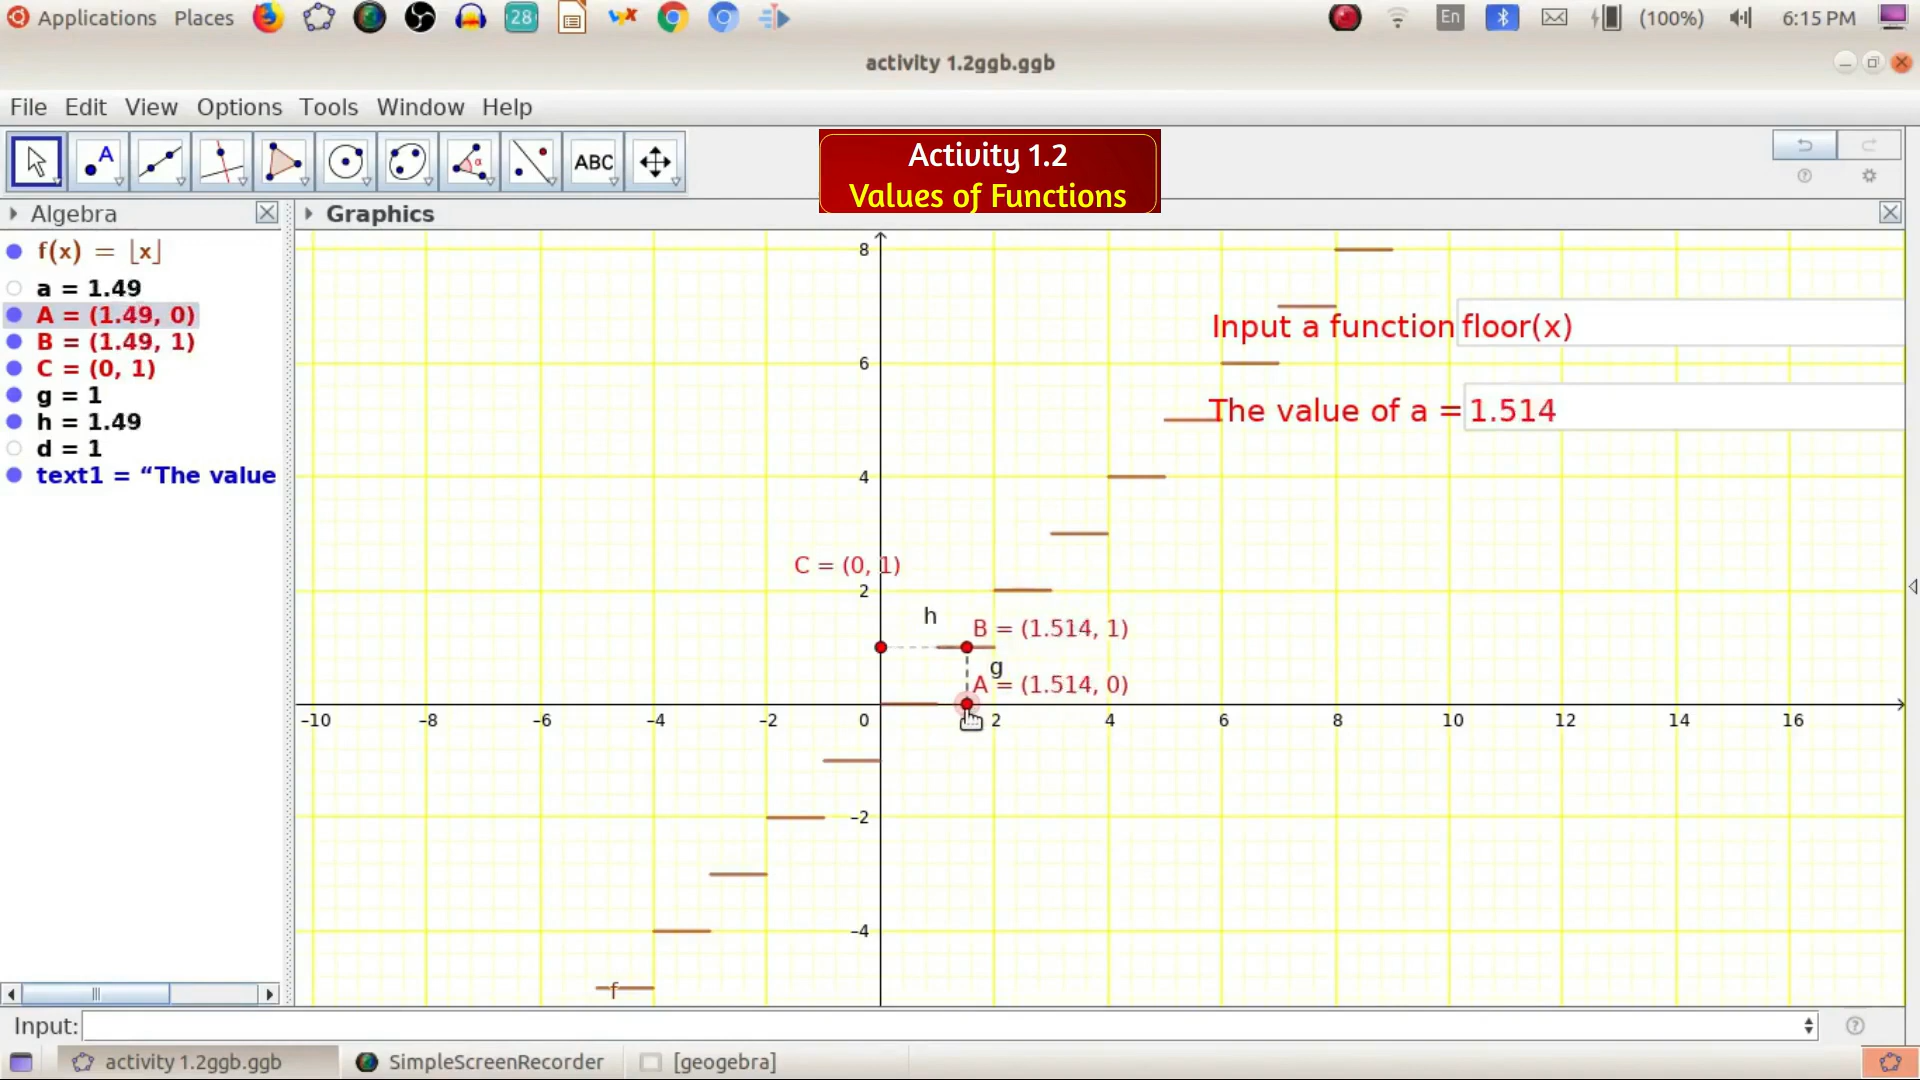 Applications Places 28 En (100%) 6:15 PM
activity 1.2ggb.ggb
File Edit View Options Tools Window Help
A α ABC
Activity 1.2
Values of Functions
Algebra
Graphics
f(x) = ⌊x⌋
a = 1.49
A = (1.49, 0)
B = (1.49, 1)
C = (0, 1)
g = 1
h = 1.49
d = 1
text1 = “The value
8
Input a function floor(x)
6
The value of a = 1.514
4
C = (0, 1)
2
h
B = (1.514, 1)
g
A = (1.514, 0)
-10 -8 -6 -4 -2 0 2 4 6 8 10 12 14 16
-2
-4
f
Input:
activity 1.2ggb.ggb SimpleScreenRecorder [geogebra]